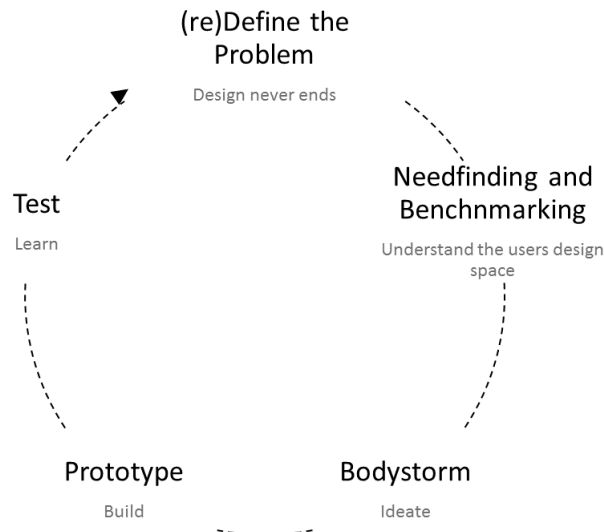 (re)Define the
Problem
Design never ends
Needfinding and
Benchnmarking
Understand the users design
space
Test
Learn
Prototype
Build
Bodystorm
Ideate